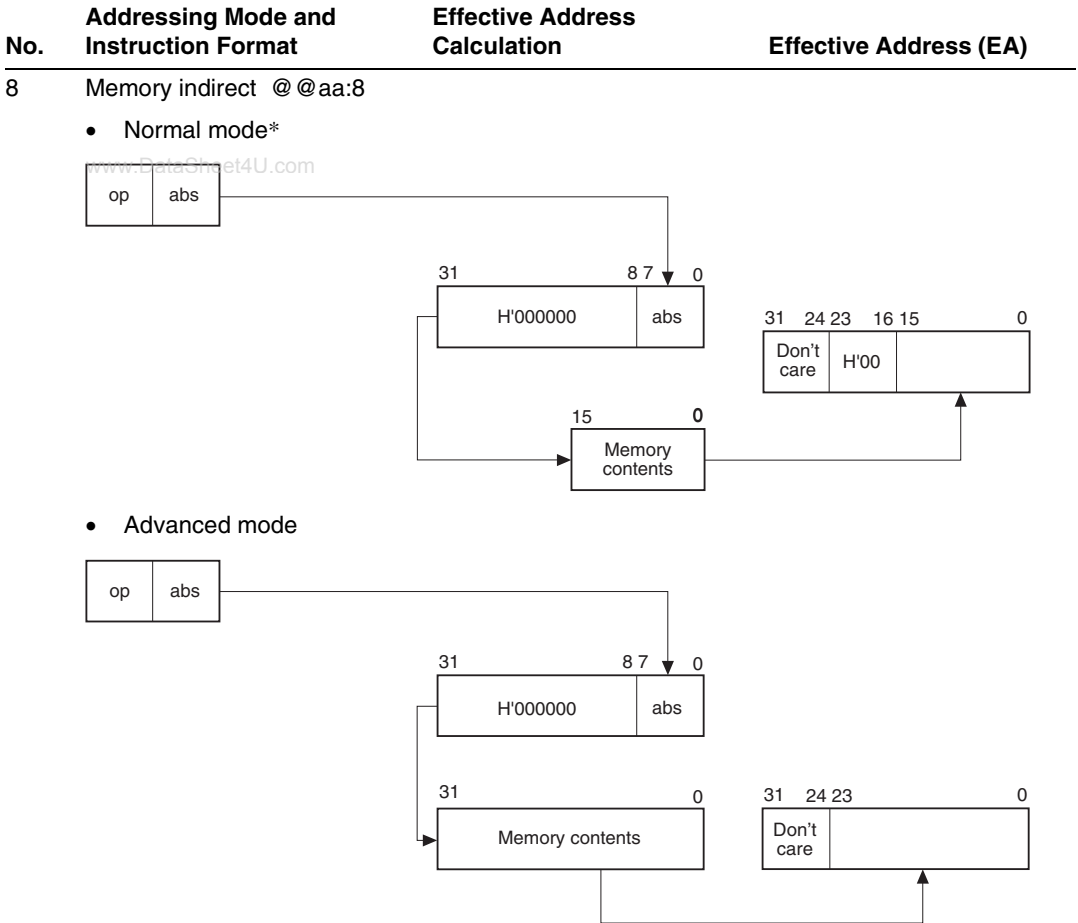 No. Addressing Mode and Instruction Format Effective Address Calculation Effective Address (EA)
8 Memory indirect @@aa:8
• Normal mode*
www.DataSheet4U.com
op abs
31 8 7 0
H'000000 abs
31 24 23 16 15 0
Don't care H'00
15 0
Memory contents
• Advanced mode
op abs
31 8 7 0
H'000000 abs
31 0
Memory contents
31 24 23 0
Don't care